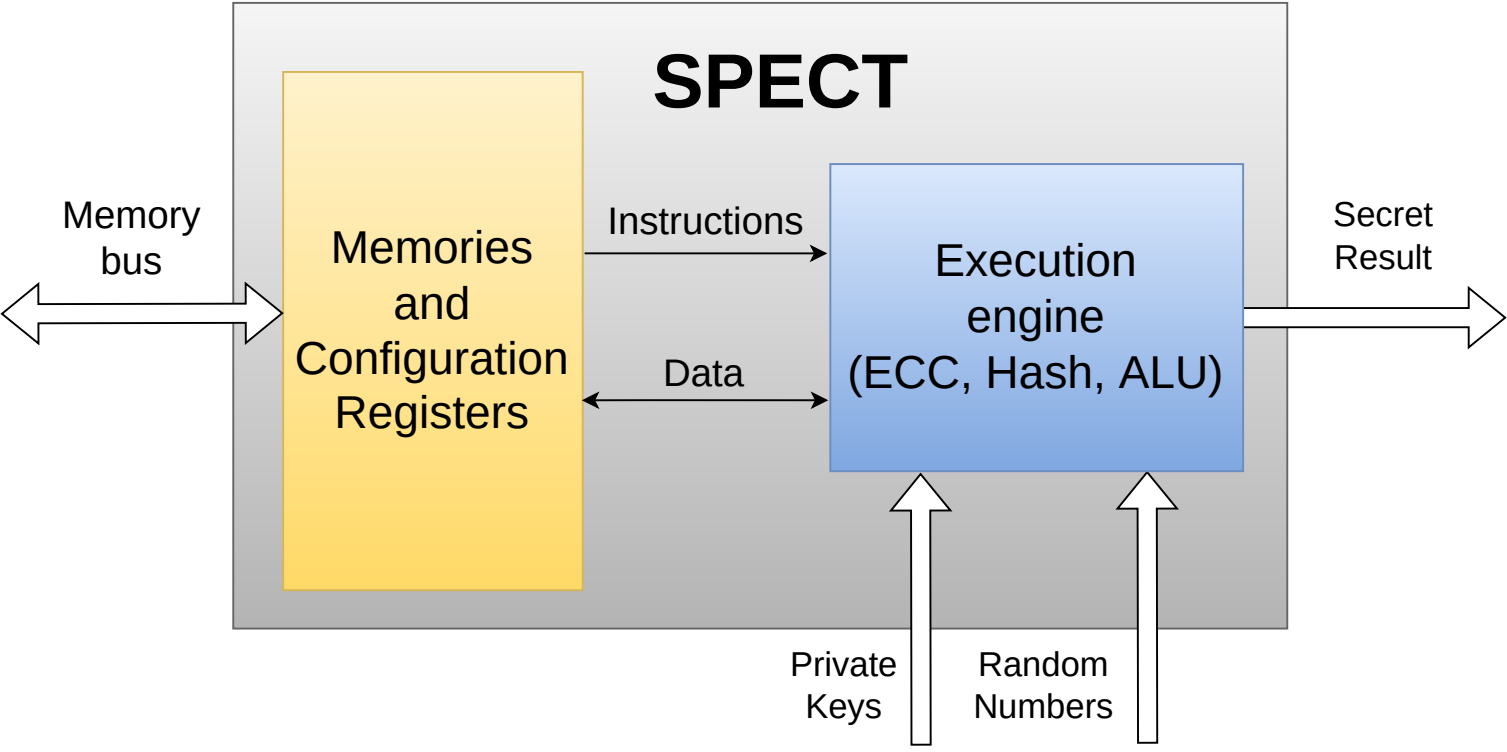 SPECT
Memory
bus
Memories
and
Configuration
Registers
Instructions
Data
Execution
engine
(ECC, Hash, ALU)
Secret
Result
Private
Keys
Random
Numbers